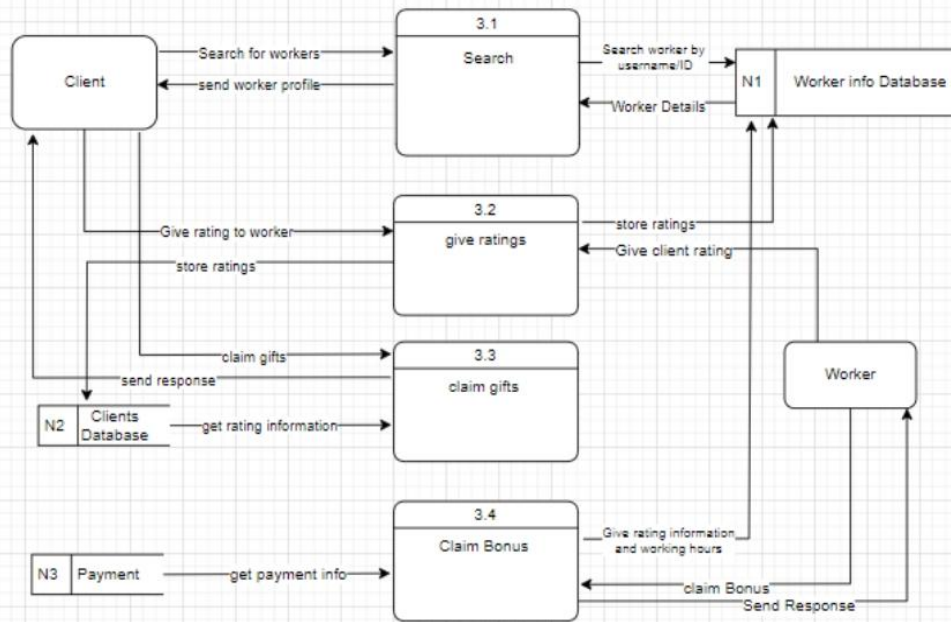 3.1
Search for workers
Search
Search worker by
username/ID
Client
N1
Worker info Database
send worker profile
Worker Details
3.2
Give rating to worker
give ratings
store ratings
store ratings
Give client rating
3.3
claim gifts
claim gifts
send response
Worker
N2
Clients
Database
get rating information
3.4
Claim Bonus
Give rating information
and working hours
N3
Payment
get payment info
claim Bonus
Send Response